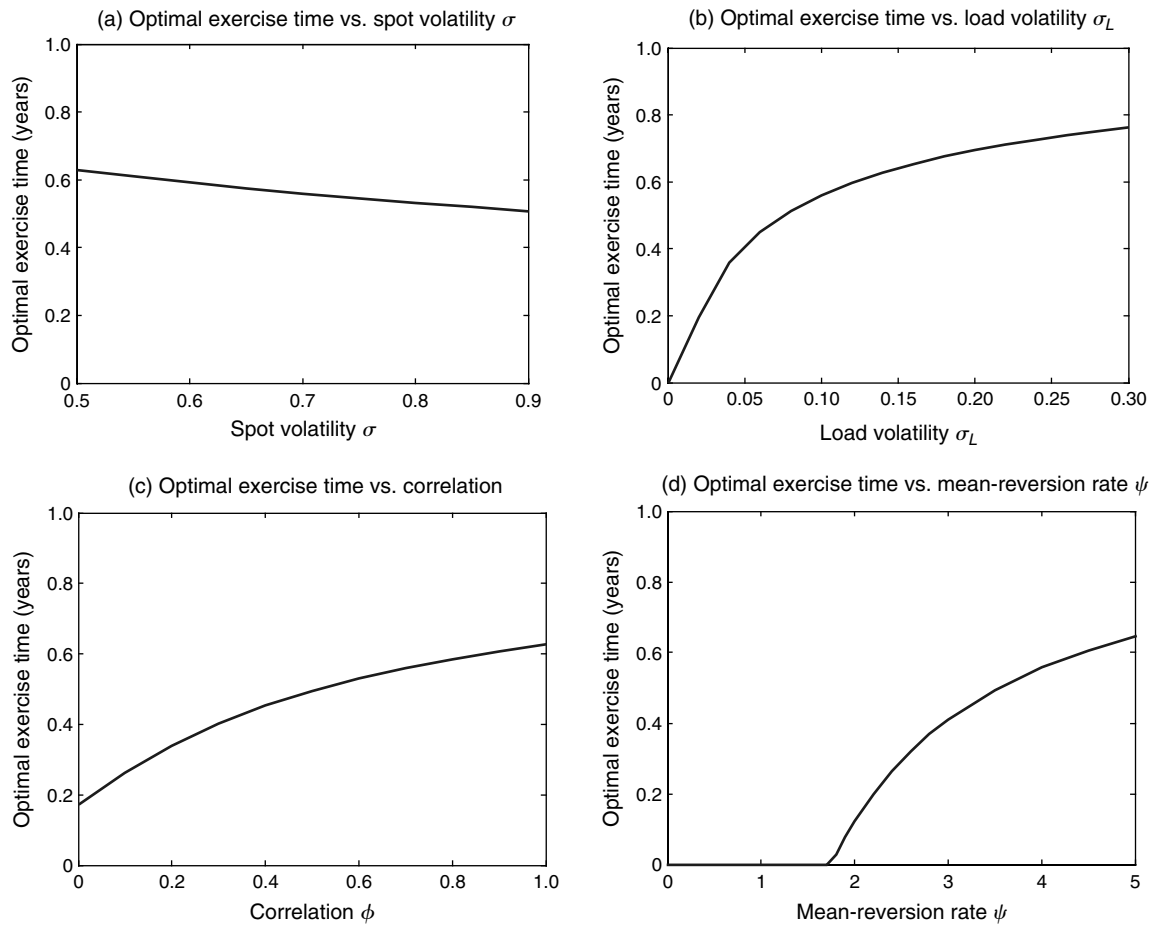 (a) Optimal exercise time vs. spot volatility σ
Optimal exercise time (years)
1.0
0.8
0.6
0.4
0.2
0
0.5 0.6 0.7 0.8 0.9
Spot volatility σ
(b) Optimal exercise time vs. load volatility σL
Optimal exercise time (years)
1.0
0.8
0.6
0.4
0.2
0
0 0.05 0.10 0.15 0.20 0.25 0.30
Load volatility σL
(c) Optimal exercise time vs. correlation
Optimal exercise time (years)
1.0
0.8
0.6
0.4
0.2
0
0 0.2 0.4 0.6 0.8 1.0
Correlation ϕ
(d) Optimal exercise time vs. mean-reversion rate ψ
Optimal exercise time (years)
1.0
0.8
0.6
0.4
0.2
0
0 1 2 3 4 5
Mean-reversion rate ψ